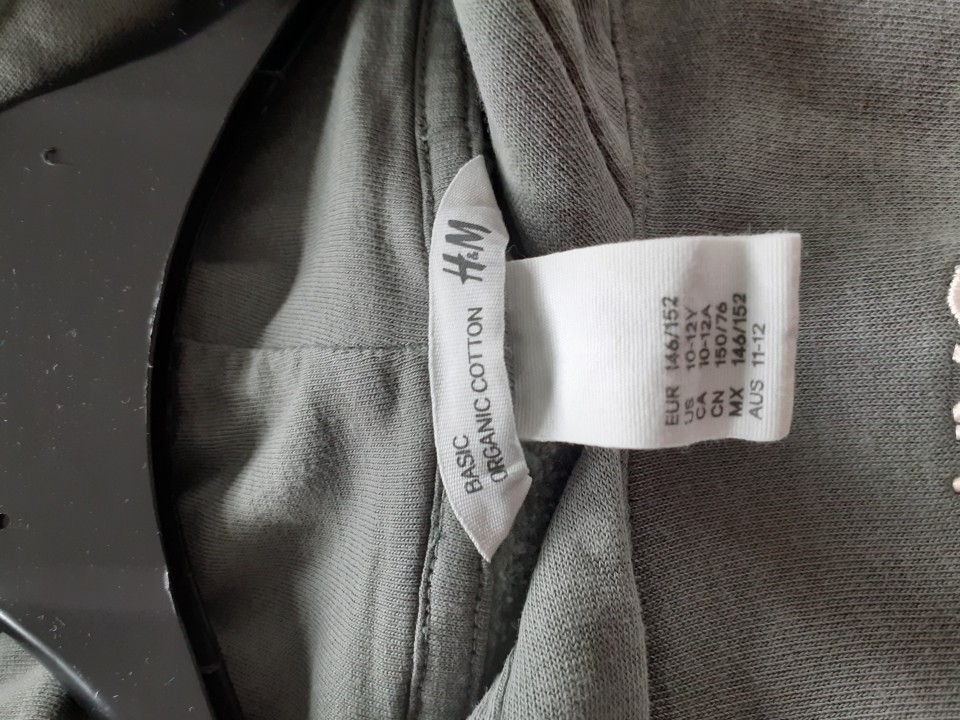 H&M
BASIC
ORGANIC COTTON
EUR 146/152
US 10-12Y
CA 10-12A
CN 150/76
MX 146/152
AUS 11-12